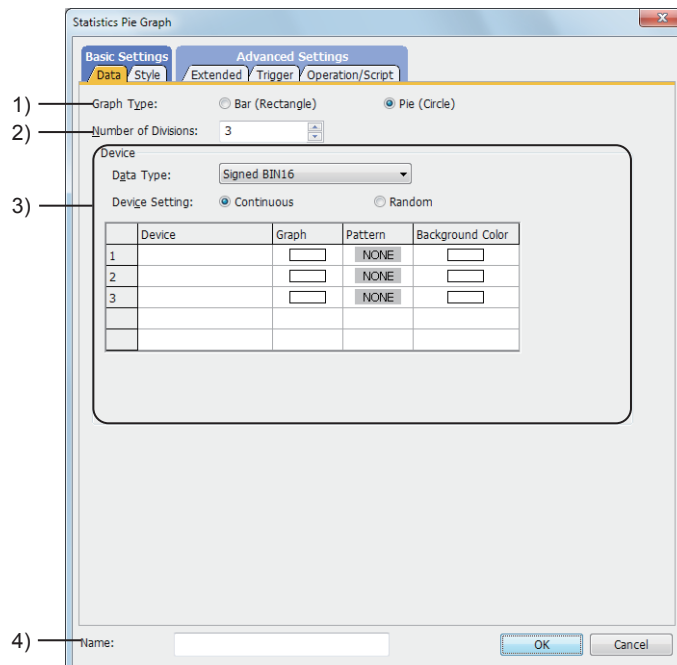 Statistics Pie Graph
x
Basic Settings Advanced Settings
Data Style Extended Trigger Operation/Script
1) Graph Type: Bar (Rectangle) Pie (Circle)
2) Number of Divisions: 3
Device
Data Type: Signed BIN16
3) Device Setting: Continuous Random
Device Graph Pattern Background Color
1 NONE
2 NONE
3 NONE
4) Name: OK Cancel